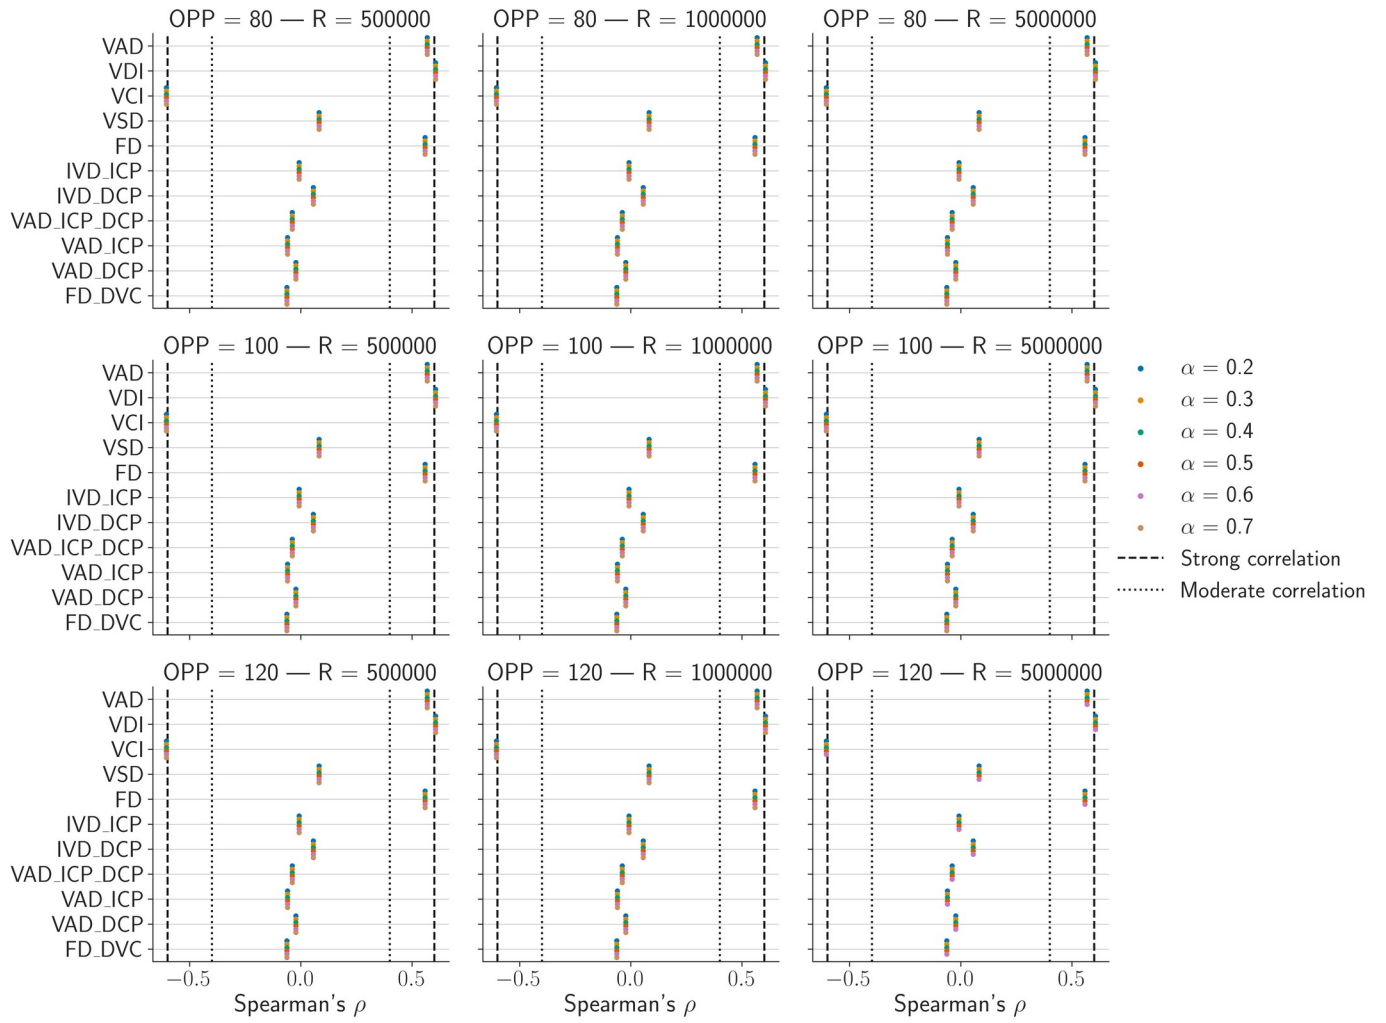 OPP = 80 — R = 500000
OPP = 80 — R = 1000000
OPP = 80 — R = 5000000
VAD
VDI
VCI
VSD
FD
IVD_ICP
IVD_DCP
VAD_ICP_DCP
VAD_ICP
VAD_DCP
FD_DVC
OPP = 100 — R = 500000
OPP = 100 — R = 1000000
OPP = 100 — R = 5000000
VAD
VDI
VCI
VSD
FD
IVD_ICP
IVD_DCP
VAD_ICP_DCP
VAD_ICP
VAD_DCP
FD_DVC
α = 0.2
α = 0.3
α = 0.4
α = 0.5
α = 0.6
α = 0.7
Strong correlation
Moderate correlation
OPP = 120 — R = 500000
OPP = 120 — R = 1000000
OPP = 120 — R = 5000000
VAD
VDI
VCI
VSD
FD
IVD_ICP
IVD_DCP
VAD_ICP_DCP
VAD_ICP
VAD_DCP
FD_DVC
−0.5 0.0 0.5
−0.5 0.0 0.5
−0.5 0.0 0.5
Spearman's ρ
Spearman's ρ
Spearman's ρ